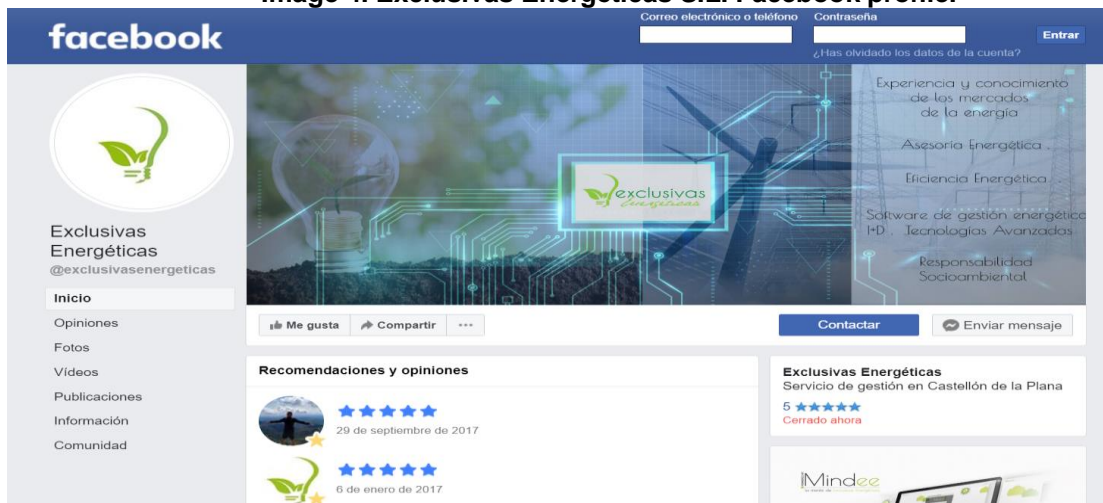 Image 4. Exclusivas Energéticas S.L. Facebook profile.
facebook
Correo electrónico o teléfono
Contraseña
Entrar
¿Has olvidado los datos de la cuenta?
Experiencia y conocimiento
de los mercados
de la energía
Asesoría Energética
Eficiencia Energética
Software de gestión energético
I+D . Tecnologías Avanzadas
Responsabilidad
Socioambiental
exclusivas
energéticas
Exclusivas
Energéticas
@exclusivasenergeticas
Inicio
Opiniones
Fotos
Vídeos
Publicaciones
Información
Comunidad
Me gusta
Compartir
Contactar
Enviar mensaje
Recomendaciones y opiniones
29 de septiembre de 2017
6 de enero de 2017
Exclusivas Energéticas
Servicio de gestión en Castellón de la Plana
5
Cerrado ahora
Mindee